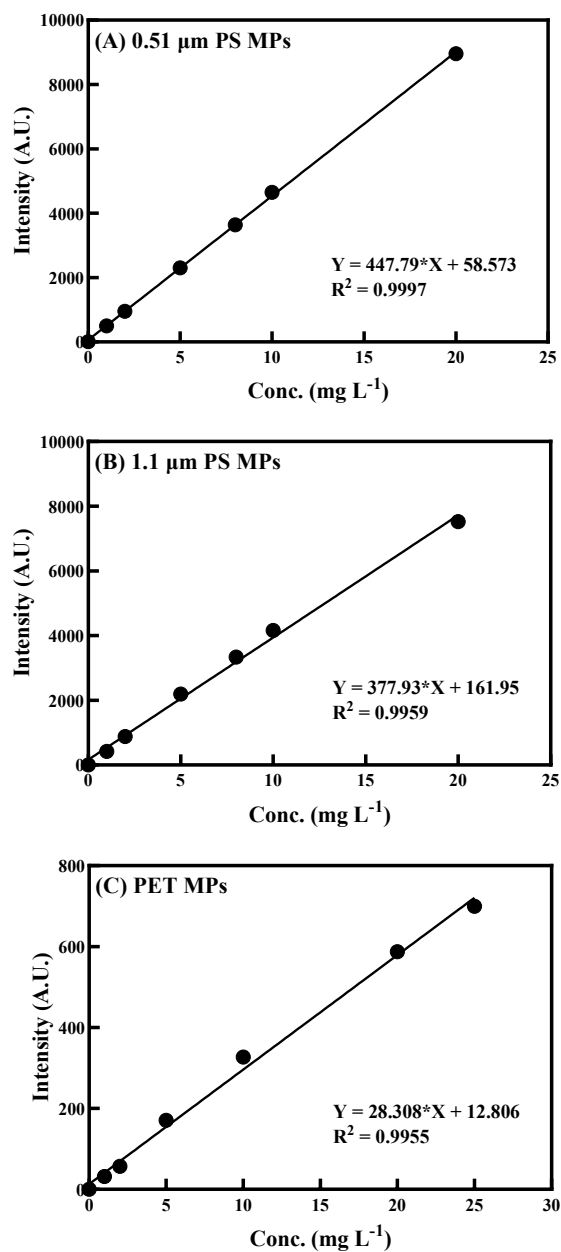 (A) 0.51 μm PS MPs
10000
8000
6000
4000
2000
0
Intensity (A.U.)
Y = 447.79*X + 58.573
R² = 0.9997
0 5 10 15 20 25
Conc. (mg L⁻¹)
(B) 1.1 μm PS MPs
10000
8000
6000
4000
2000
0
Intensity (A.U.)
Y = 377.93*X + 161.95
R² = 0.9959
0 5 10 15 20 25
Conc. (mg L⁻¹)
(C) PET MPs
800
600
400
200
0
Intensity (A.U.)
Y = 28.308*X + 12.806
R² = 0.9955
0 5 10 15 20 25 30
Conc. (mg L⁻¹)